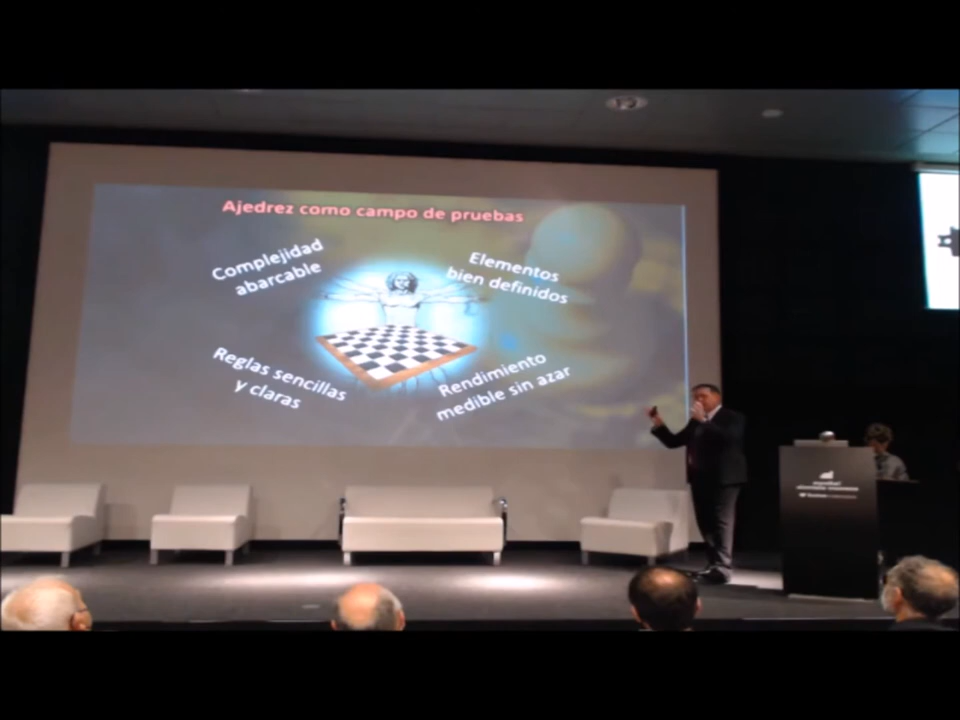 Ajedrez como campo de pruebas
Complejidad
abarcable
Elementos
bien definidos
Reglas sencillas
y claras
Rendimiento
medible sin azar